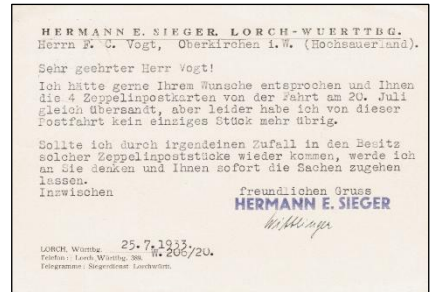 HERMANN E. SIEGER, LORCH-WUERTTBG.
Herrn F. C. Vogt, Oberkirchen i.W. (Hochsauerland).
Sehr geehrter Herr Vogt!
Ich hätte gerne Ihrem Wunsche entsprochen und Ihnen
die 4 Zeppelinpostkarten von der Fahrt am 20. Juli
gleich übersandt, aber leider habe ich von dieser
Postfahrt kein einziges Stück mehr übrig.
Sollte ich durch irgendeinen Zufall in den Besitz
solcher Zeppelinpoststücke wieder kommen, werde ich
an Sie denken und Ihnen sofort die Sachen zugehen
lassen.
Inzwischen freundlichen Gruss
HERMANN E. SIEGER
LORCH, Württbg. 25.7.1933.
Telefon: Lorch Württbg. 388. W. 206/20.
Telegramme: Siegerdienst Lorchwürtt.